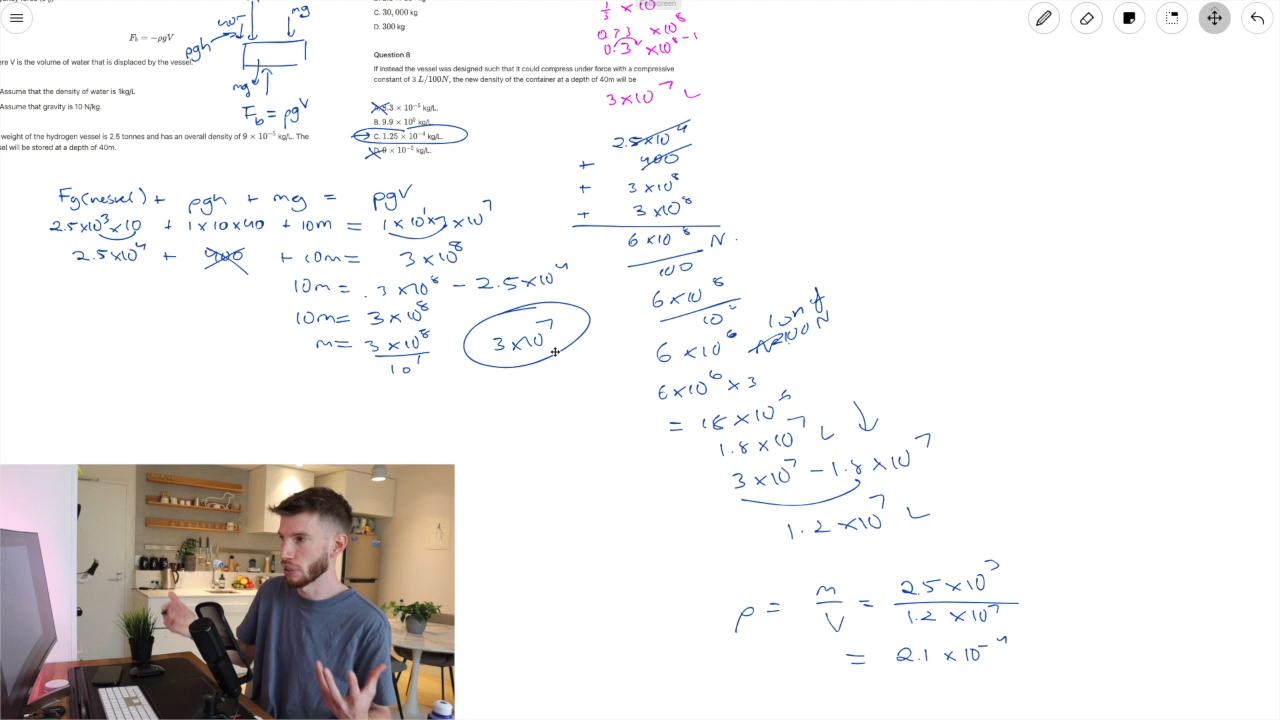 C. 30, 000 kg
D. 300 kg
F_b = −ρgV
ere V is the volume of water that is displaced by the vessel.
Assume that the density of water is 1kg/L
Assume that gravity is 10 N/kg.
weight of the hydrogen vessel is 2.5 tonnes and has an overall density of 9 × 10⁻⁵ kg/L. The
sel will be stored at a depth of 40m.
mg
ρgh
mg
F_b = ρgV
Question 8
If instead the vessel was designed such that it could compress under force with a compressive
constant of 3 L/100N, the new density of the container at a depth of 40m will be
A. 8.3 × 10⁻⁵ kg/L.
C. 1.25 × 10⁻⁴ kg/L.
D. 9 × 10⁻⁵ kg/L.
Fg(vessel) + ρgh + mg = ρgV
2.5×10³×10 + 1×10×40 + 10m = 1×10¹×3×10⁷
2.5×10⁴ + 400 + 10m = 3×10⁸
10m = 3×10⁸ − 2.5×10⁴
10m = 3×10⁸
m = 3×10⁸
10¹
3×10⁷
3×10⁷ L
2.5×10⁴
+ 400
+ 3×10⁸
+ 3×10⁸
6×10⁸ N.
100
6×10⁸
10²
6×10⁶
6×10⁶ × 3
= 18×10⁶
1.8×10⁷ L ↓
3×10⁷ − 1.8×10⁷
1.2×10⁷ L
ρ = m/V = 2.5×10³/1.2×10⁷
= 2.1×10⁻⁴